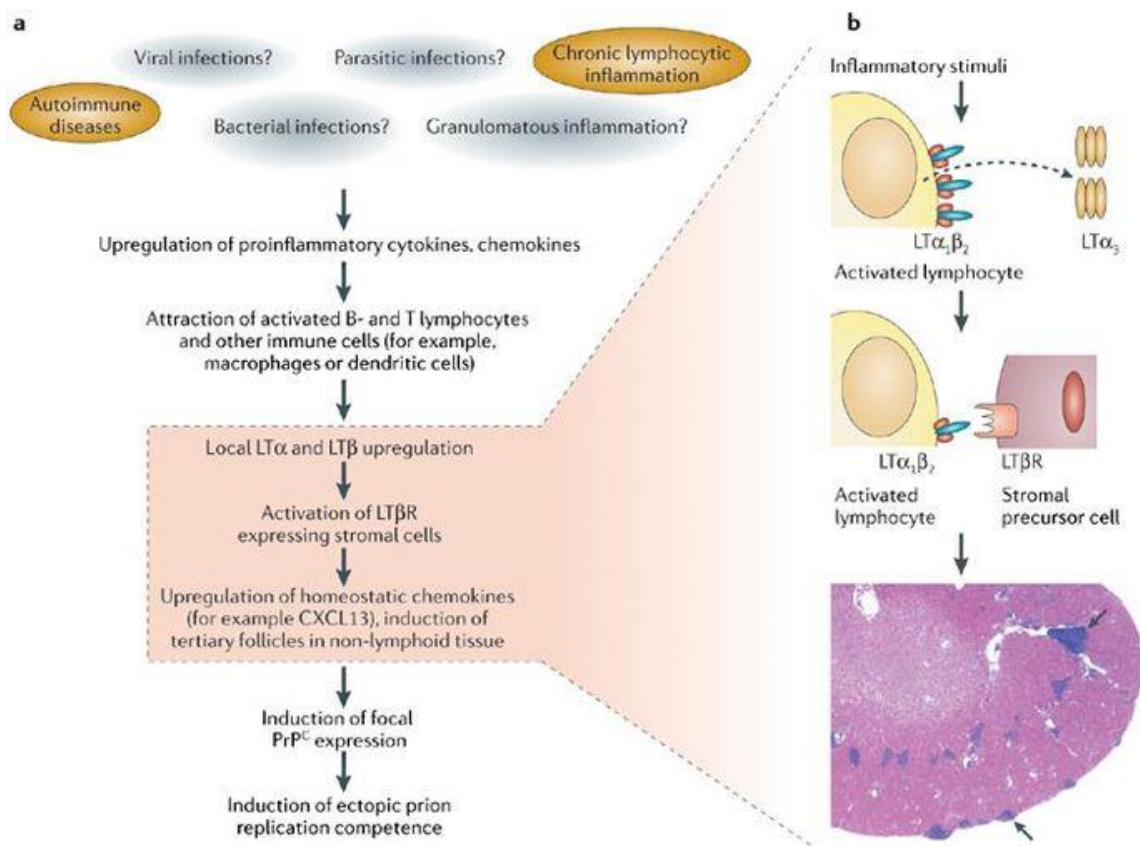 a
Viral infections?
Parasitic infections?
Chronic lymphocytic
inflammation
Autoimmune
diseases
Bacterial infections?
Granulomatous inflammation?
Upregulation of proinflammatory cytokines, chemokines
Attraction of activated B- and T lymphocytes
and other immune cells (for example,
macrophages or dendritic cells)
Local LTα and LTβ upregulation
Activation of LTβR
expressing stromal cells
Upregulation of homeostatic chemokines
(for example CXCL13), induction of
tertiary follicles in non-lymphoid tissue
Induction of focal
PrPᶜ expression
Induction of ectopic prion
replication competence
b
Inflammatory stimuli
LTα₁β₂
LTα₃
Activated lymphocyte
LTα₁β₂
LTβR
Activated
lymphocyte
Stromal
precursor cell